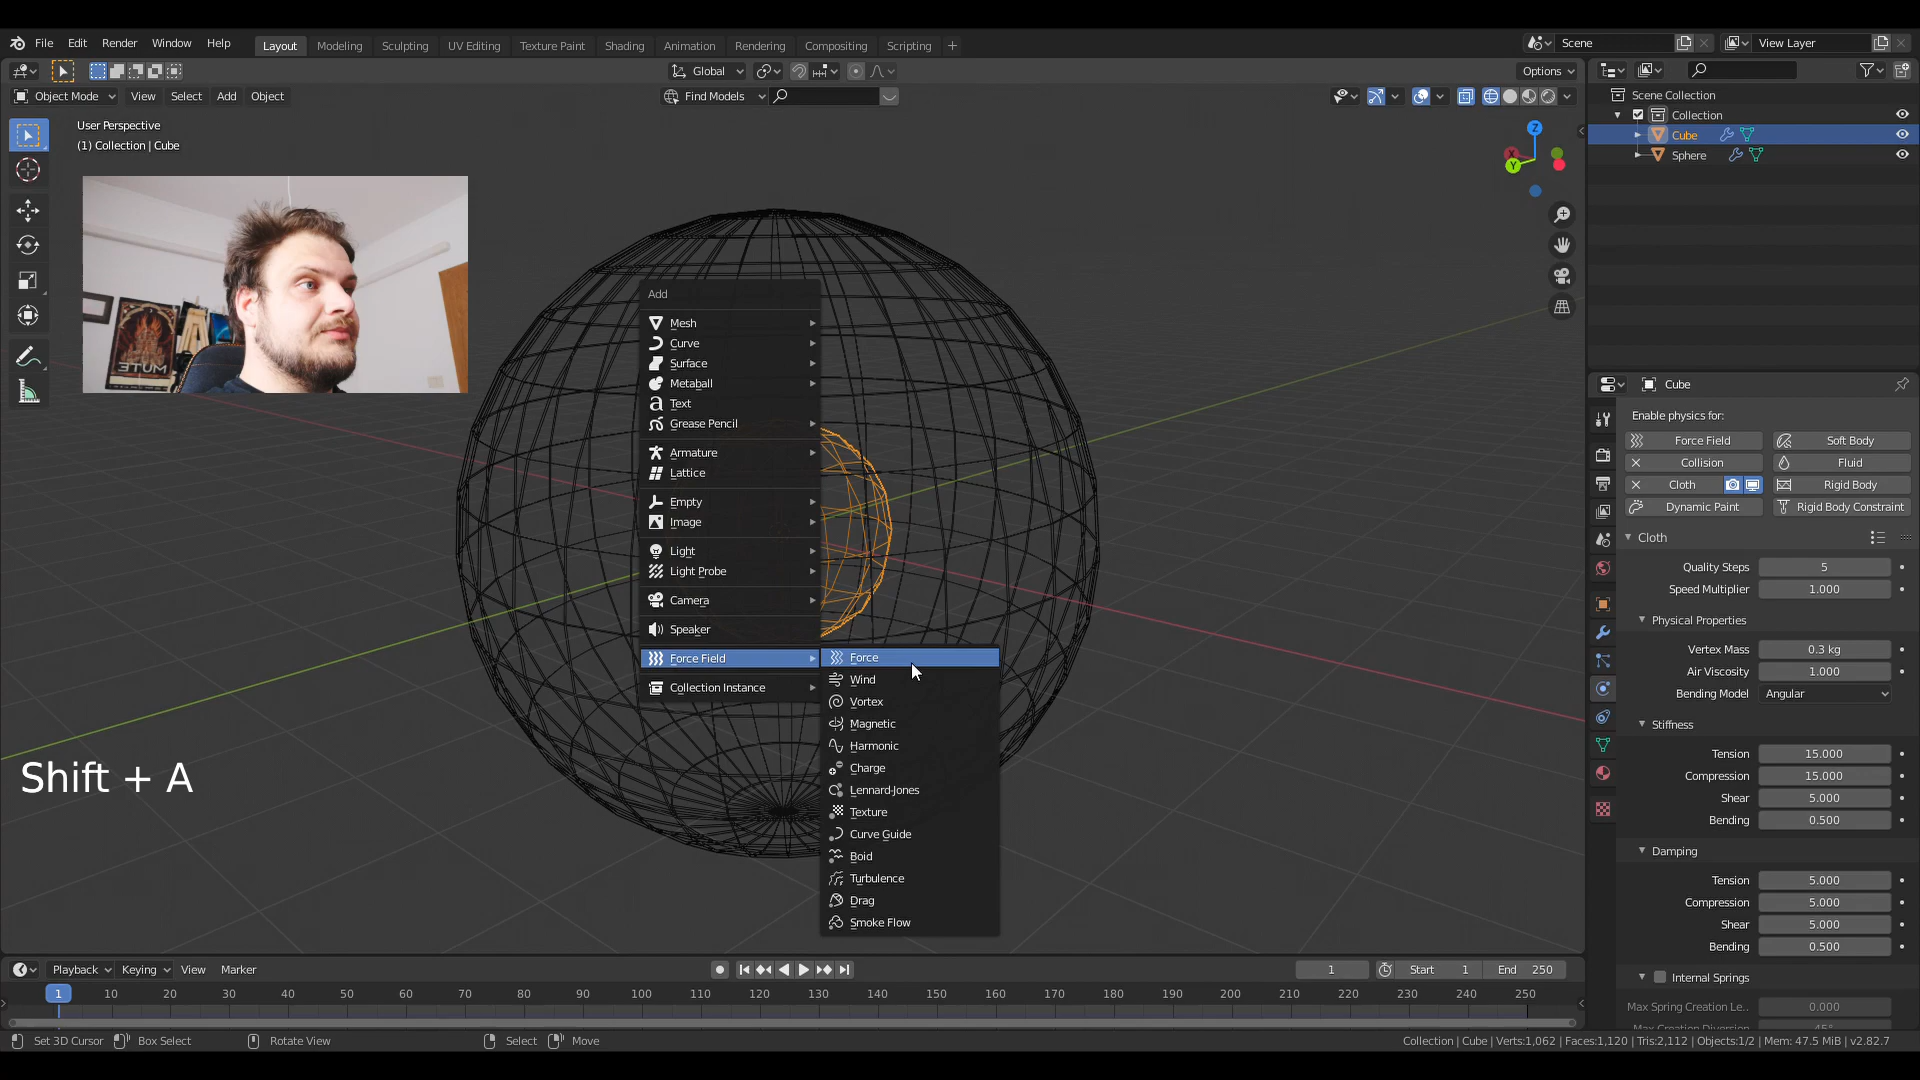 File Edit Render Window Help Layout Modeling Sculpting UV Editing Texture Paint Shading Animation Rendering Compositing Scripting + Scene View Layer
Global Options
Object Mode View Select Add Object Find Models
User Perspective
(1) Collection | Cube
Z
Y
Scene Collection
Collection
Cube
Sphere
MUTE
Add
Mesh
Curve
Surface
Metaball
Text
Grease Pencil
Armature
Lattice
Empty
Image
Light
Light Probe
Camera
Speaker
Force Field
Collection Instance
Force
Wind
Vortex
Magnetic
Harmonic
Charge
Lennard-Jones
Texture
Curve Guide
Boid
Turbulence
Drag
Smoke Flow
Shift + A
Cube
Enable physics for:
Force Field Soft Body
Collision Fluid
Cloth Rigid Body
Dynamic Paint Rigid Body Constraint
Cloth
Quality Steps 5
Speed Multiplier 1.000
Physical Properties
Vertex Mass 0.3 kg
Air Viscosity 1.000
Bending Model Angular
Stiffness
Tension 15.000
Compression 15.000
Shear 5.000
Bending 0.500
Damping
Tension 5.000
Compression 5.000
Shear 5.000
Bending 0.500
Internal Springs
Max Spring Creation Le.. 0.000
Playback Keying View Marker 1 Start 1 End 250
1 10 20 30 40 50 60 70 80 90 100 110 120 130 140 150 160 170 180 190 200 210 220 230 240 250
Set 3D Cursor Box Select Rotate View Select Move Collection | Cube | Verts:1,062 | Faces:1,120 | Tris:2,112 | Objects:1/2 | Mem: 47.5 MiB | v2.82.7